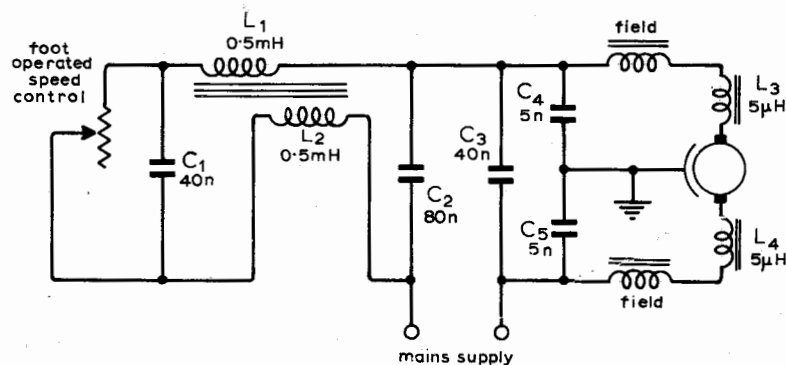 L1
0·5mH
field
foot
operated
speed
control
C4
5n
L3
5µH
L2
0·5mH
C1
40n
C3
40n
C2
80n
C5
5n
L4
5µH
field
mains supply